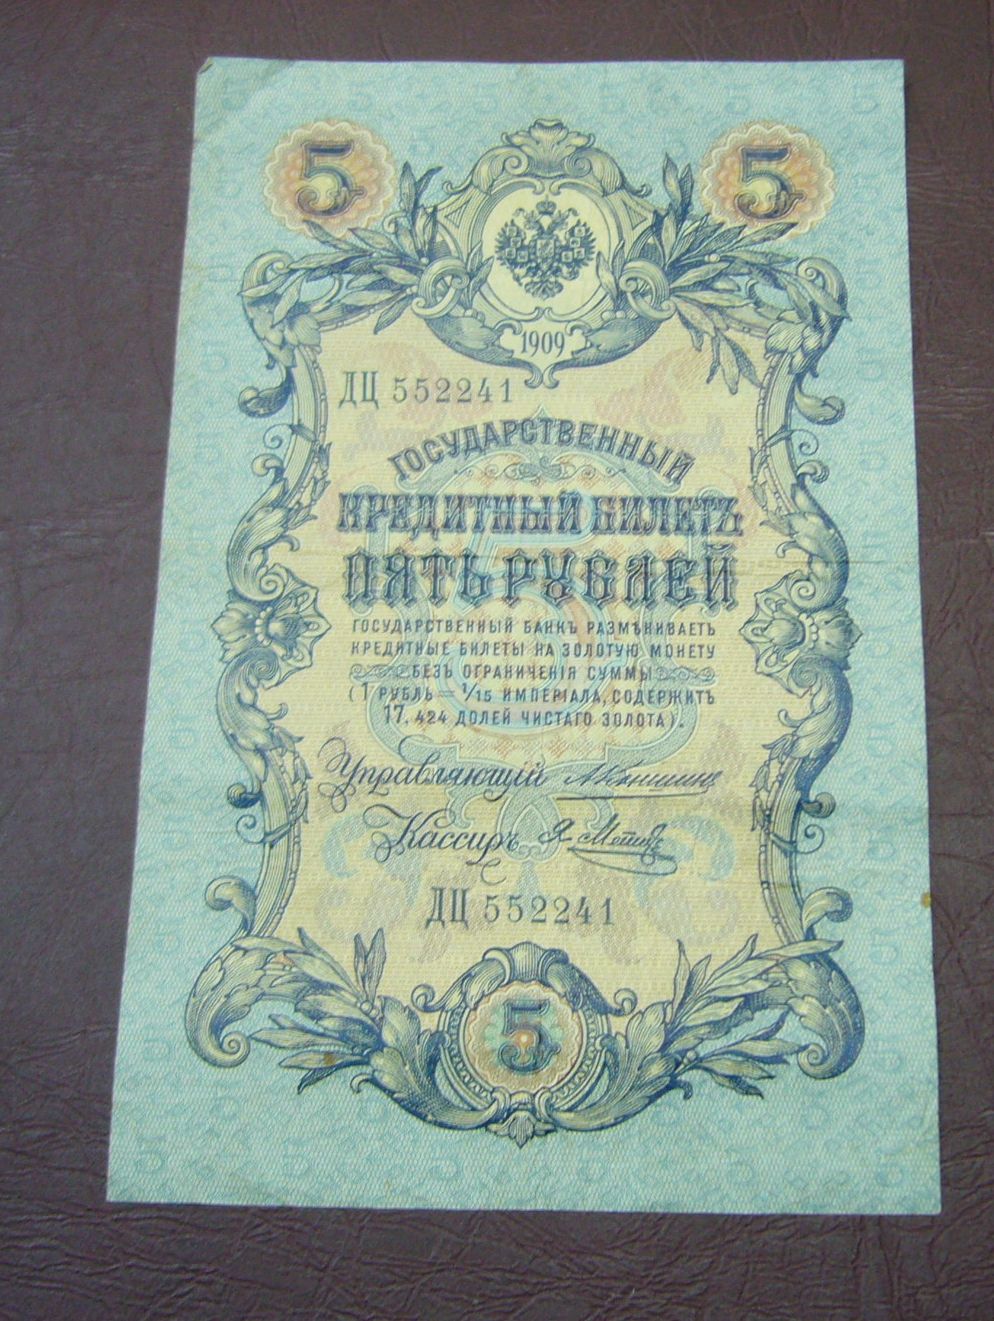 5 5
1909
ДЦ 552241
ГОСУДАРСТВЕННЫЙ
КРЕДИТНЫЙ БИЛЕТЪ
ПЯТЬ РУБЛЕЙ
ГОСУДАРСТВЕННЫЙ БАНКЪ РАЗМѢНИВАЕТЪ
КРЕДИТНЫЕ БИЛЕТЫ НА ЗОЛОТУЮ МОНЕТУ
БЕЗЪ ОГРАНИЧЕНІЯ СУММЫ
(1 РУБЛЬ = 1/15 ИМПЕРІАЛА, СОДЕРЖИТЪ
17,424 ДОЛЕЙ ЧИСТАГО ЗОЛОТА).
Управляющій
Кассиръ
ДЦ 552241
5